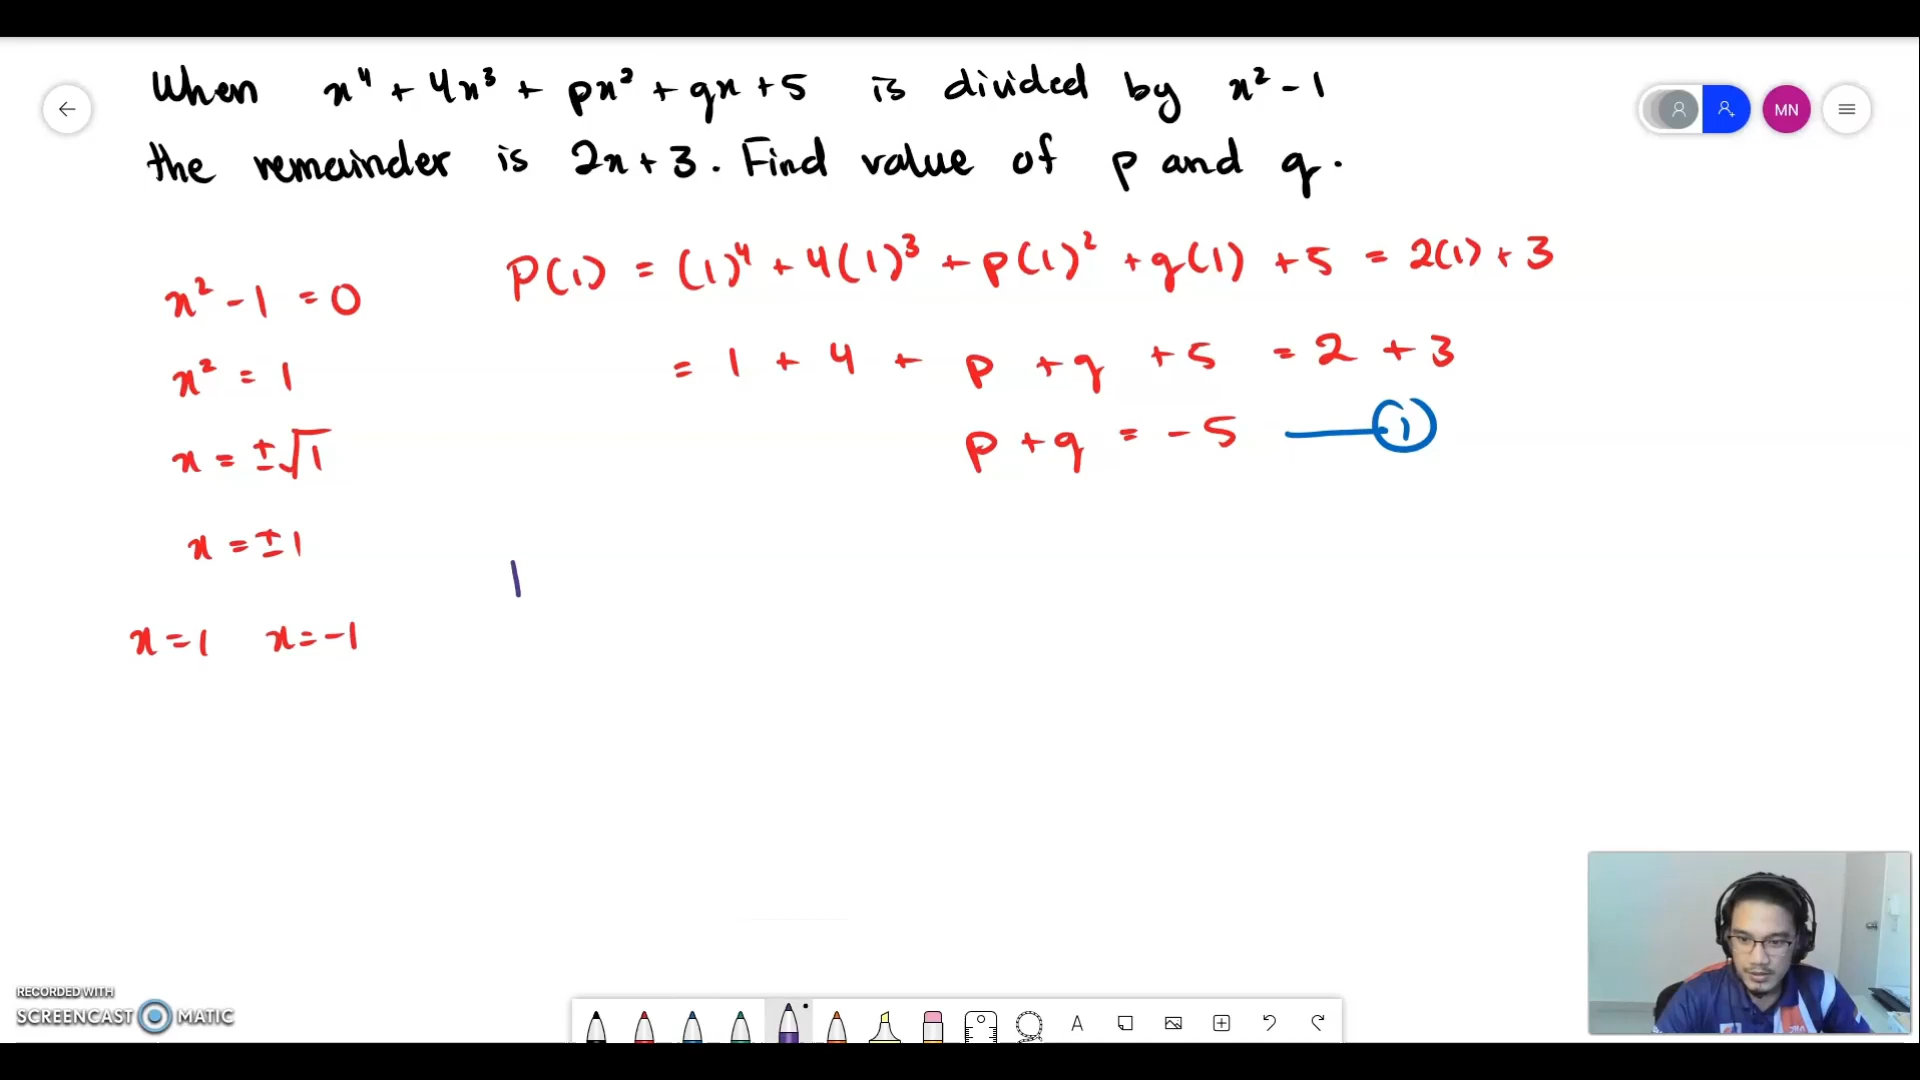 When x⁴ + 4x³ + px² + qx + 5 is divided by x² - 1
the remainder is 2x + 3. Find value of p and q.
MN
x² - 1 = 0
x² = 1
x = ±√1
x = ±1
x = 1 x = -1
P(1) = (1)⁴ + 4(1)³ + p(1)² + q(1) + 5 = 2(1) + 3
= 1 + 4 + p + q + 5 = 2 + 3
p + q = -5 — 1
RECORDED WITH
SCREENCAST MATIC
A